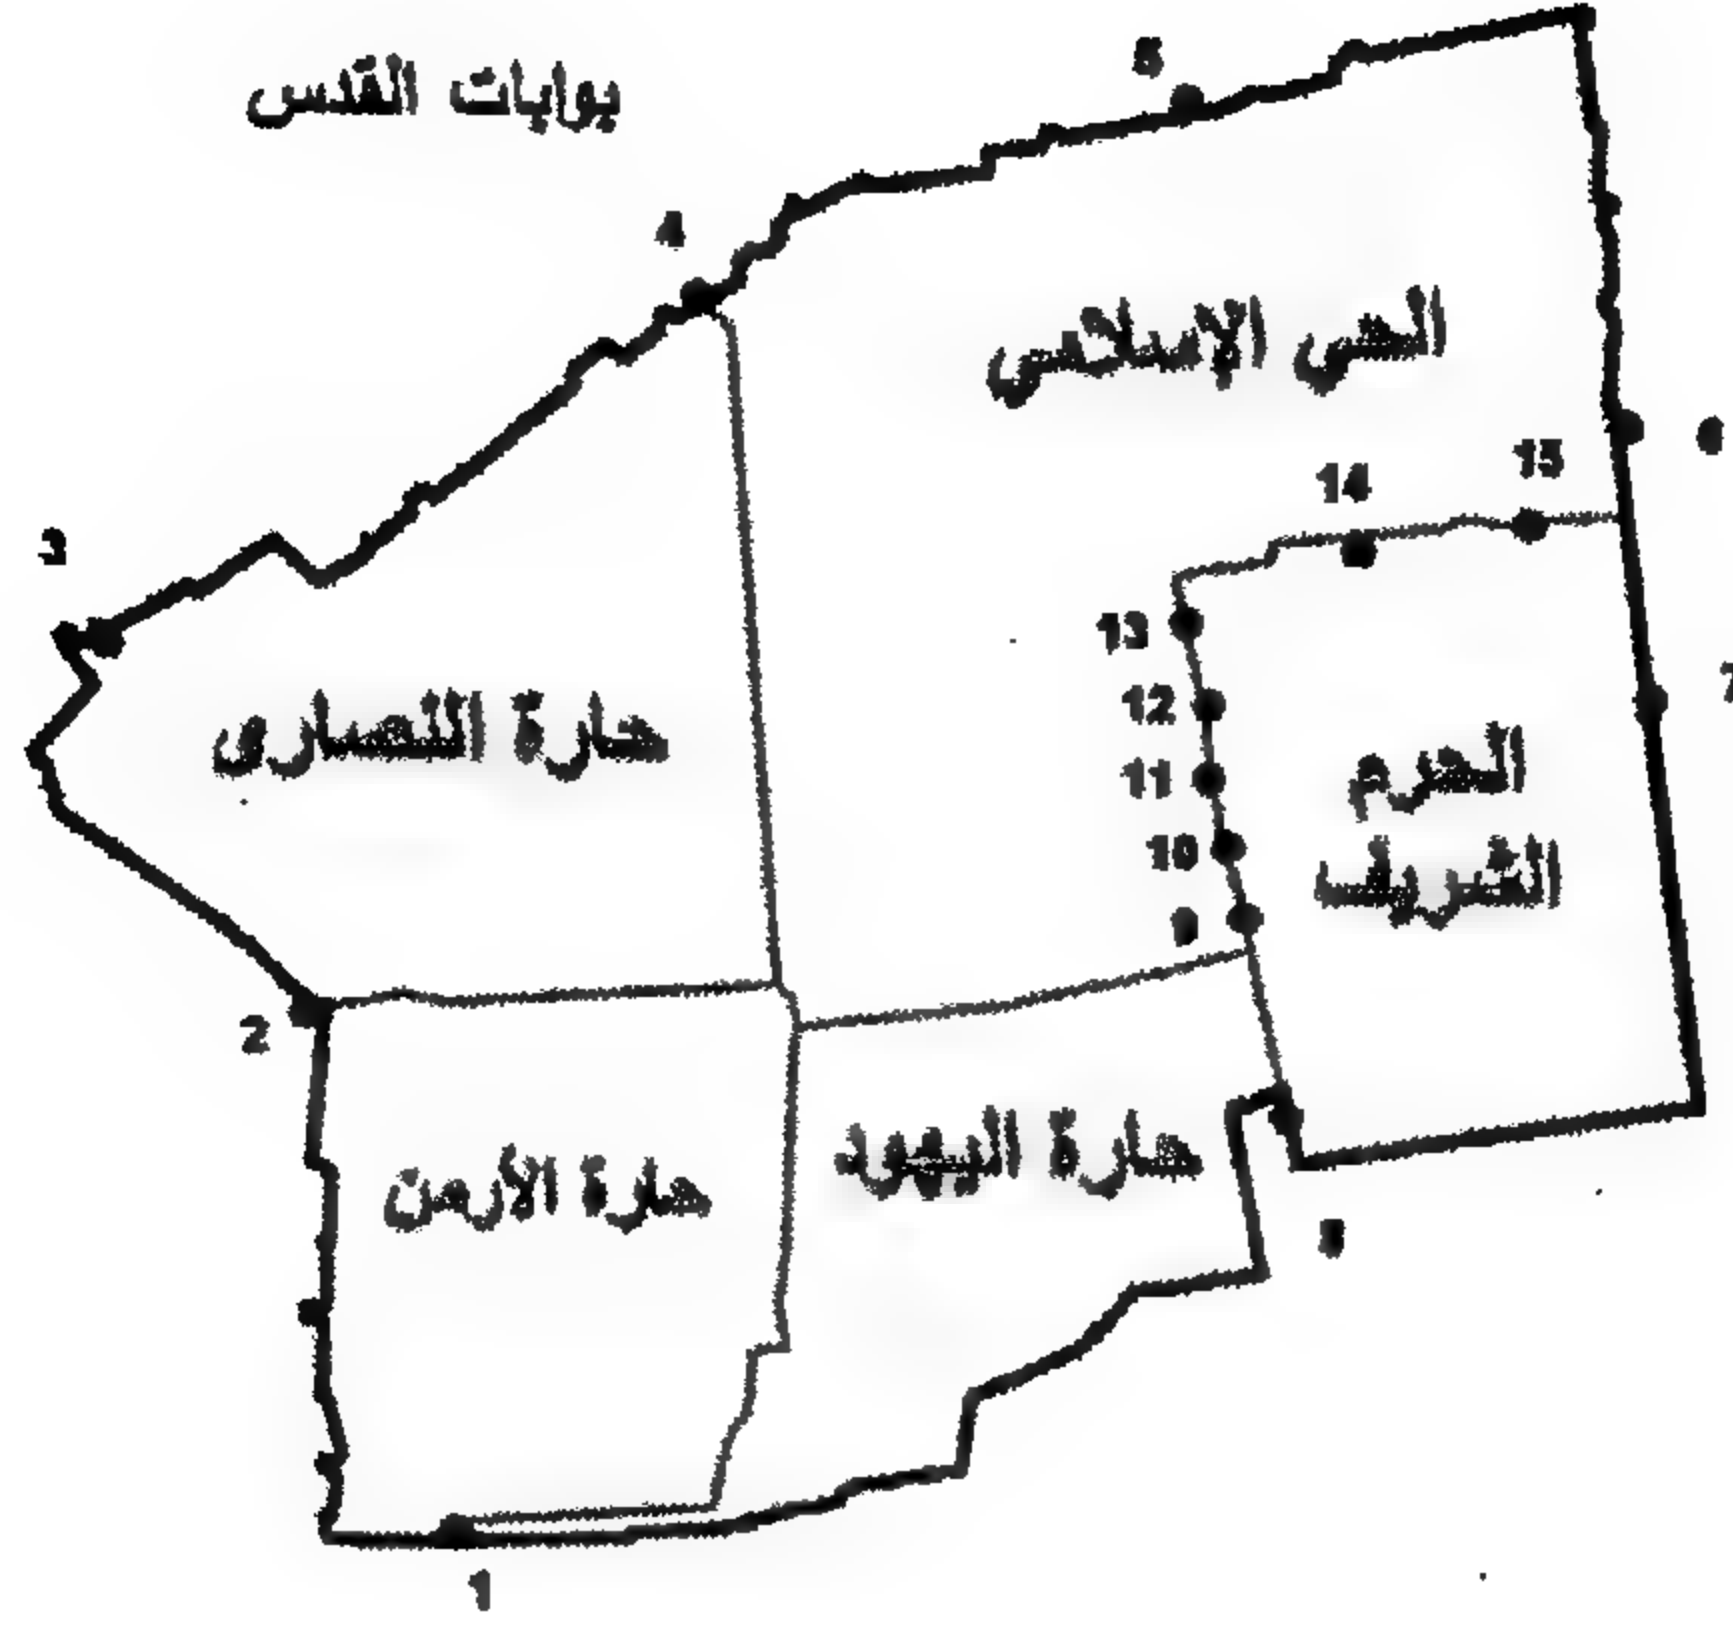 بوابات القدس
5
4
الحي الإسلامي
6
15
14
3
13
12
7
حارة النصارى
الحرم
11
10
الشريف
9
2
حارة اليهود
حارة الأرمن
8
1